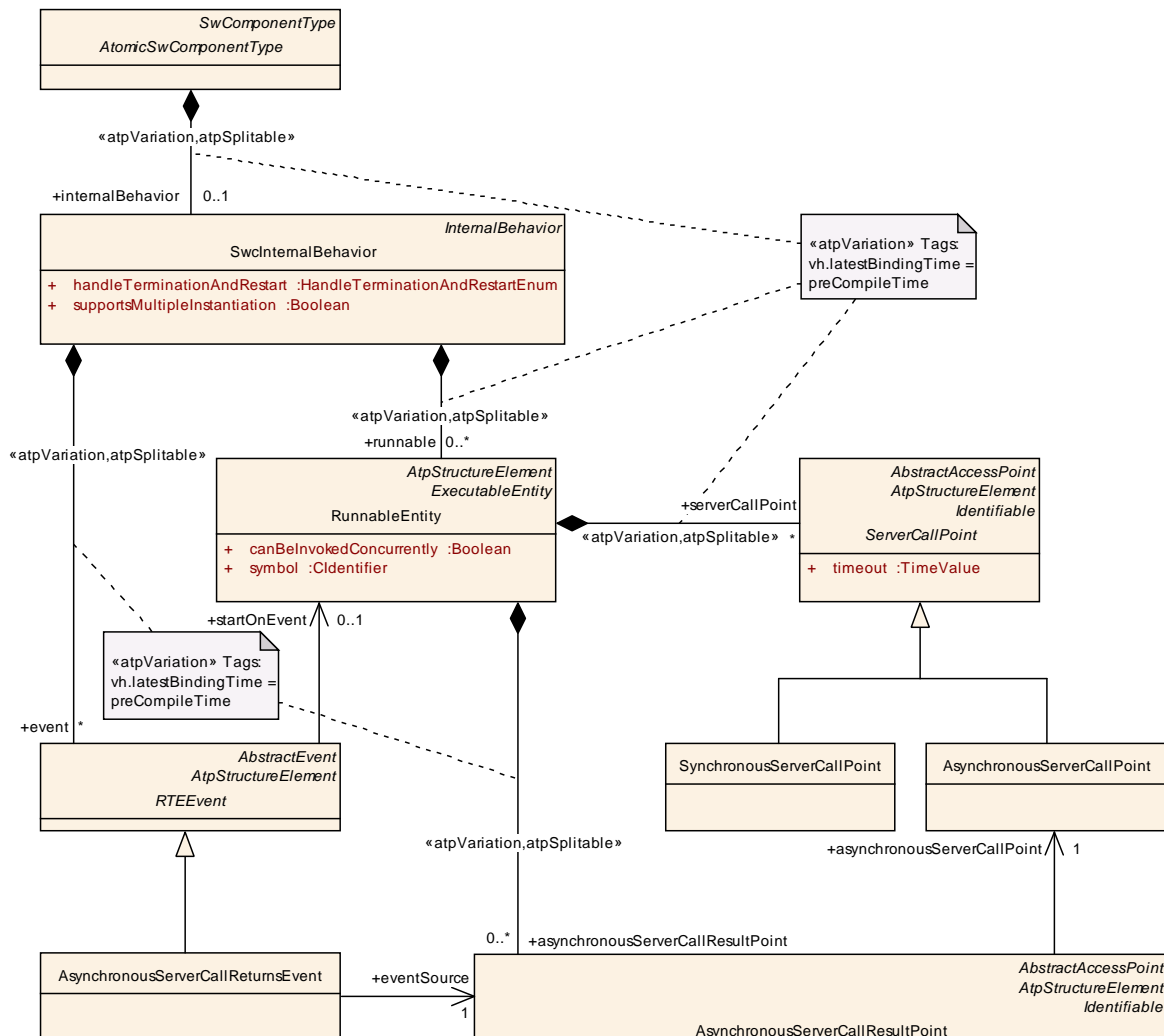 SwComponentType
AtomicSwComponentType
«atpVariation,atpSplitable»
+internalBehavior 0..1
InternalBehavior
SwcInternalBehavior
+ handleTerminationAndRestart :HandleTerminationAndRestartEnum
+ supportsMultipleInstantiation :Boolean
«atpVariation» Tags:
vh.latestBindingTime =
preCompileTime
«atpVariation,atpSplitable»
+runnable 0..*
«atpVariation,atpSplitable»
AtpStructureElement
ExecutableEntity
RunnableEntity
+ canBeInvokedConcurrently :Boolean
+ symbol :CIdentifier
+serverCallPoint
«atpVariation,atpSplitable» *
AbstractAccessPoint
AtpStructureElement
Identifiable
ServerCallPoint
+ timeout :TimeValue
+startOnEvent 0..1
«atpVariation» Tags:
vh.latestBindingTime =
preCompileTime
+event *
AbstractEvent
AtpStructureElement
RTEEvent
SynchronousServerCallPoint
AsynchronousServerCallPoint
«atpVariation,atpSplitable»
+asynchronousServerCallPoint 1
0..* +asynchronousServerCallResultPoint
AsynchronousServerCallReturnsEvent
+eventSource
1
AbstractAccessPoint
AtpStructureElement
Identifiable
AsynchronousServerCallResultPoint